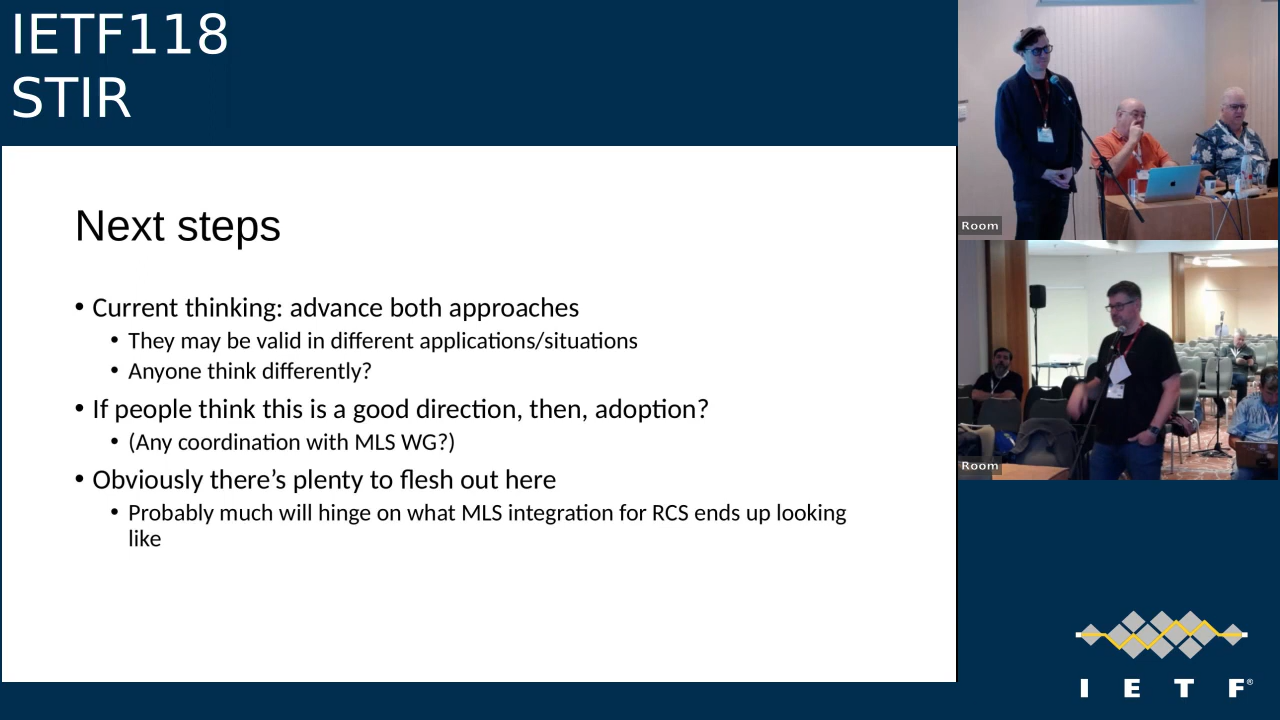 IETF118
STIR
Next steps
• Current thinking: advance both approaches
• They may be valid in different applications/situations
• Anyone think differently?
• If people think this is a good direction, then, adoption?
• (Any coordination with MLS WG?)
• Obviously there’s plenty to flesh out here
• Probably much will hinge on what MLS integration for RCS ends up looking
like
Room
Room
I E T F®